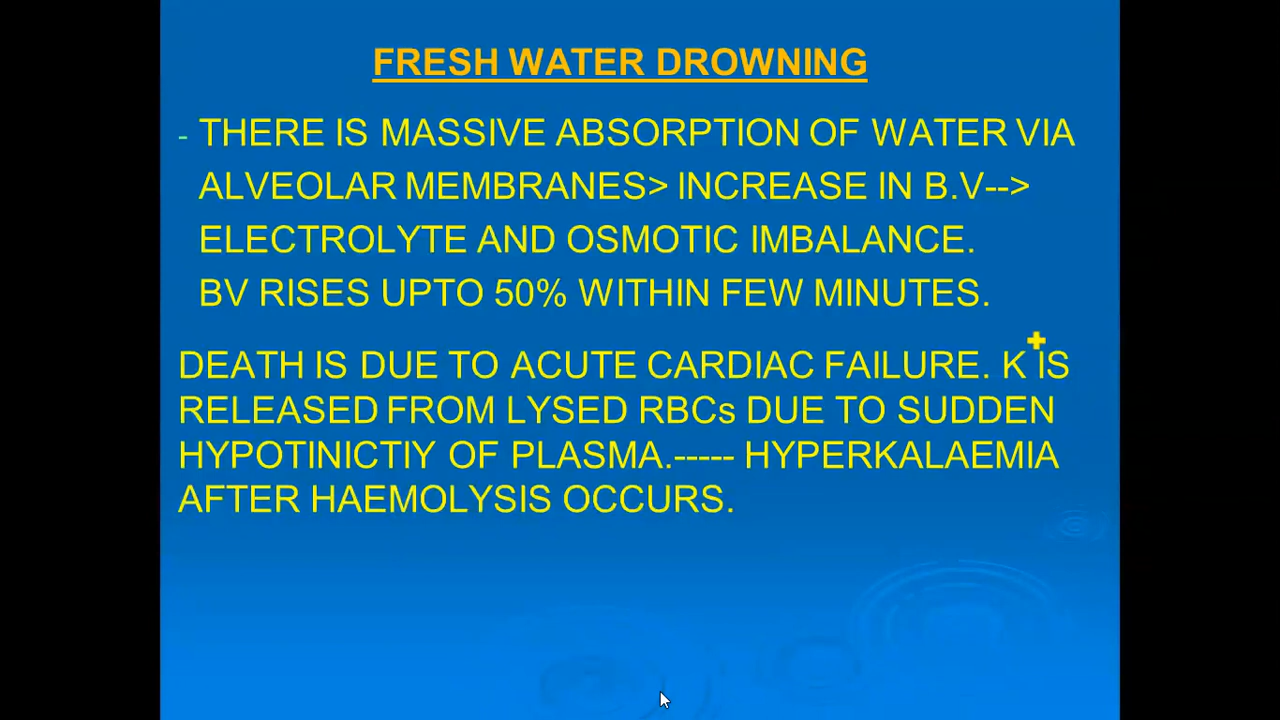 FRESH WATER DROWNING
- THERE IS MASSIVE ABSORPTION OF WATER VIA
ALVEOLAR MEMBRANES> INCREASE IN B.V-->
ELECTROLYTE AND OSMOTIC IMBALANCE.
BV RISES UPTO 50% WITHIN FEW MINUTES.
DEATH IS DUE TO ACUTE CARDIAC FAILURE. K+ IS
RELEASED FROM LYSED RBCs DUE TO SUDDEN
HYPOTINICTIY OF PLASMA.----- HYPERKALAEMIA
AFTER HAEMOLYSIS OCCURS.